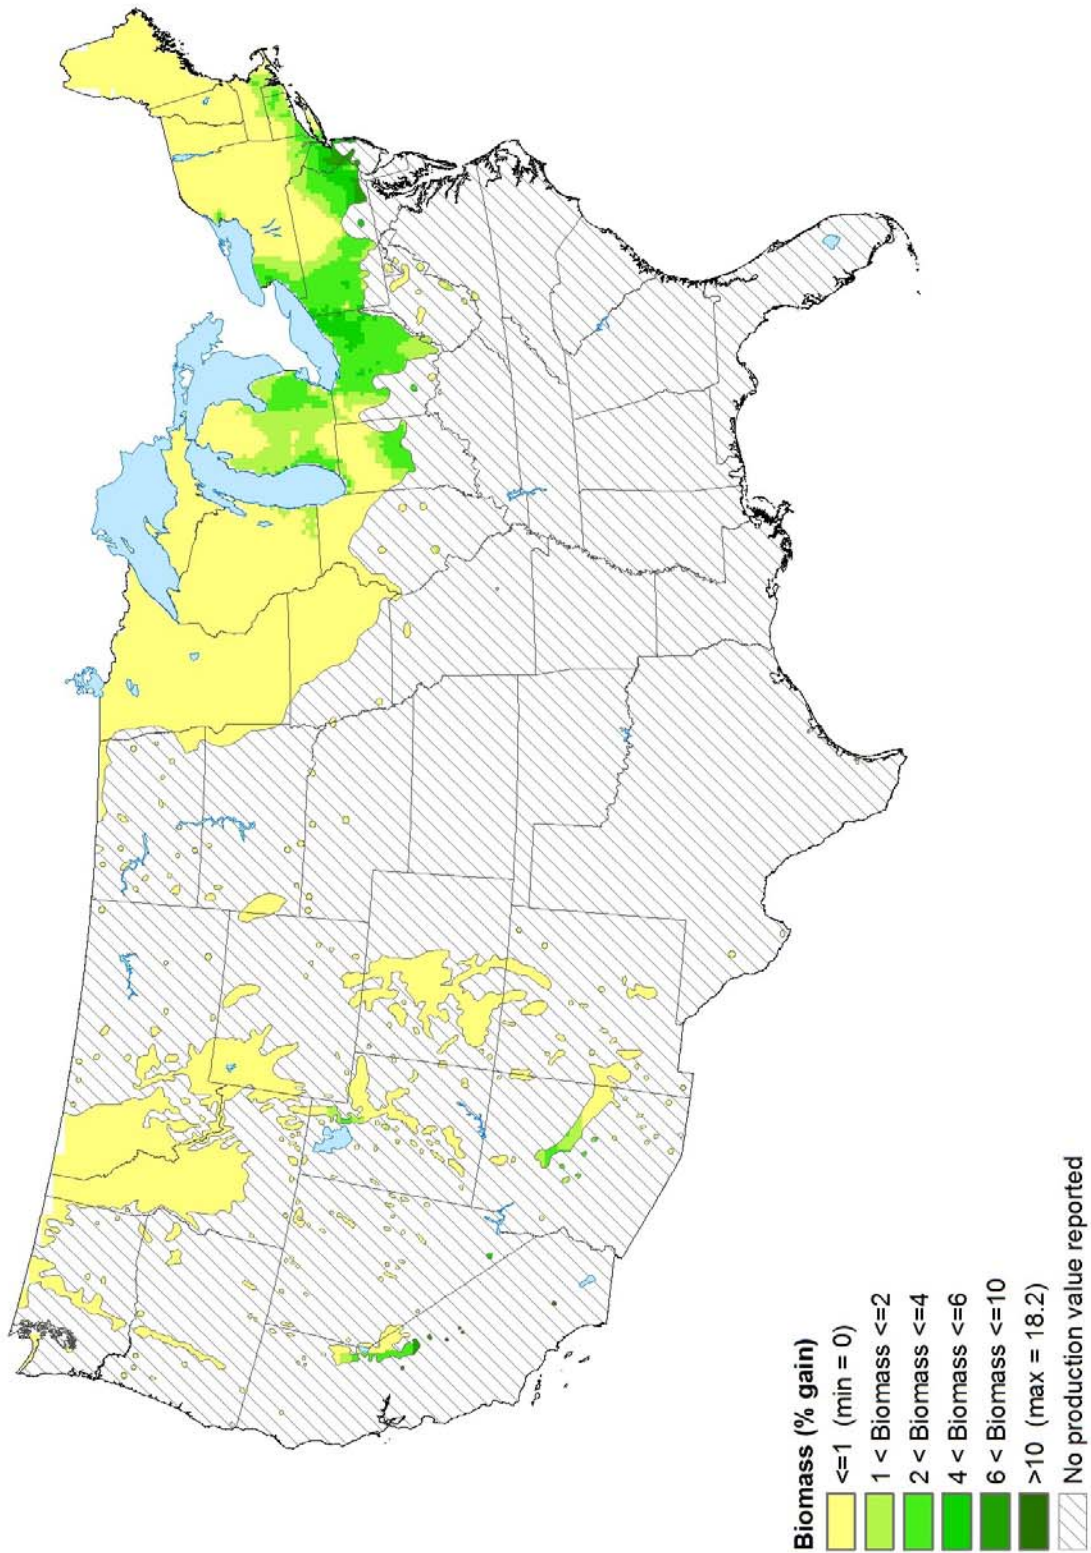 Biomass (% gain)
<=1 (min = 0)
1 < Biomass <=2
2 < Biomass <=4
4 < Biomass <=6
6 < Biomass <=10
>10 (max = 18.2)
No production value reported